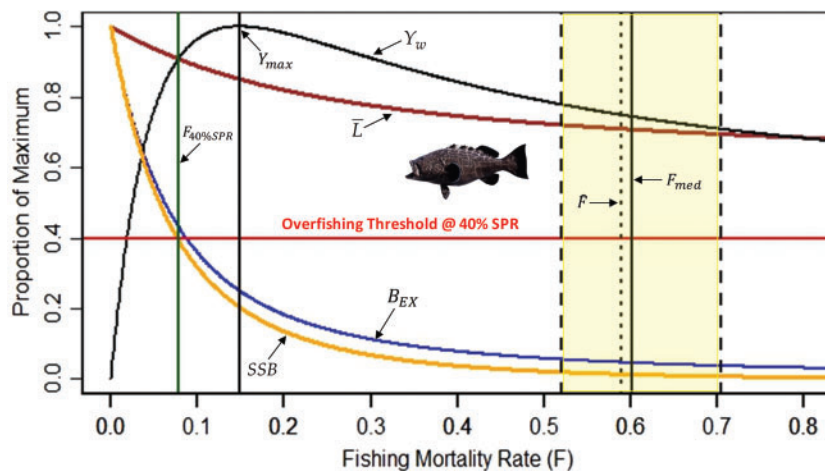 Proportion of Maximum
1.0
0.8
0.6
0.4
0.2
0.0
Y_max
Y_w
F_40%SPR
L̄
F̂
F_med
Overfishing Threshold @ 40% SPR
B_EX
SSB
0.0 0.1 0.2 0.3 0.4 0.5 0.6 0.7 0.8
Fishing Mortality Rate (F)